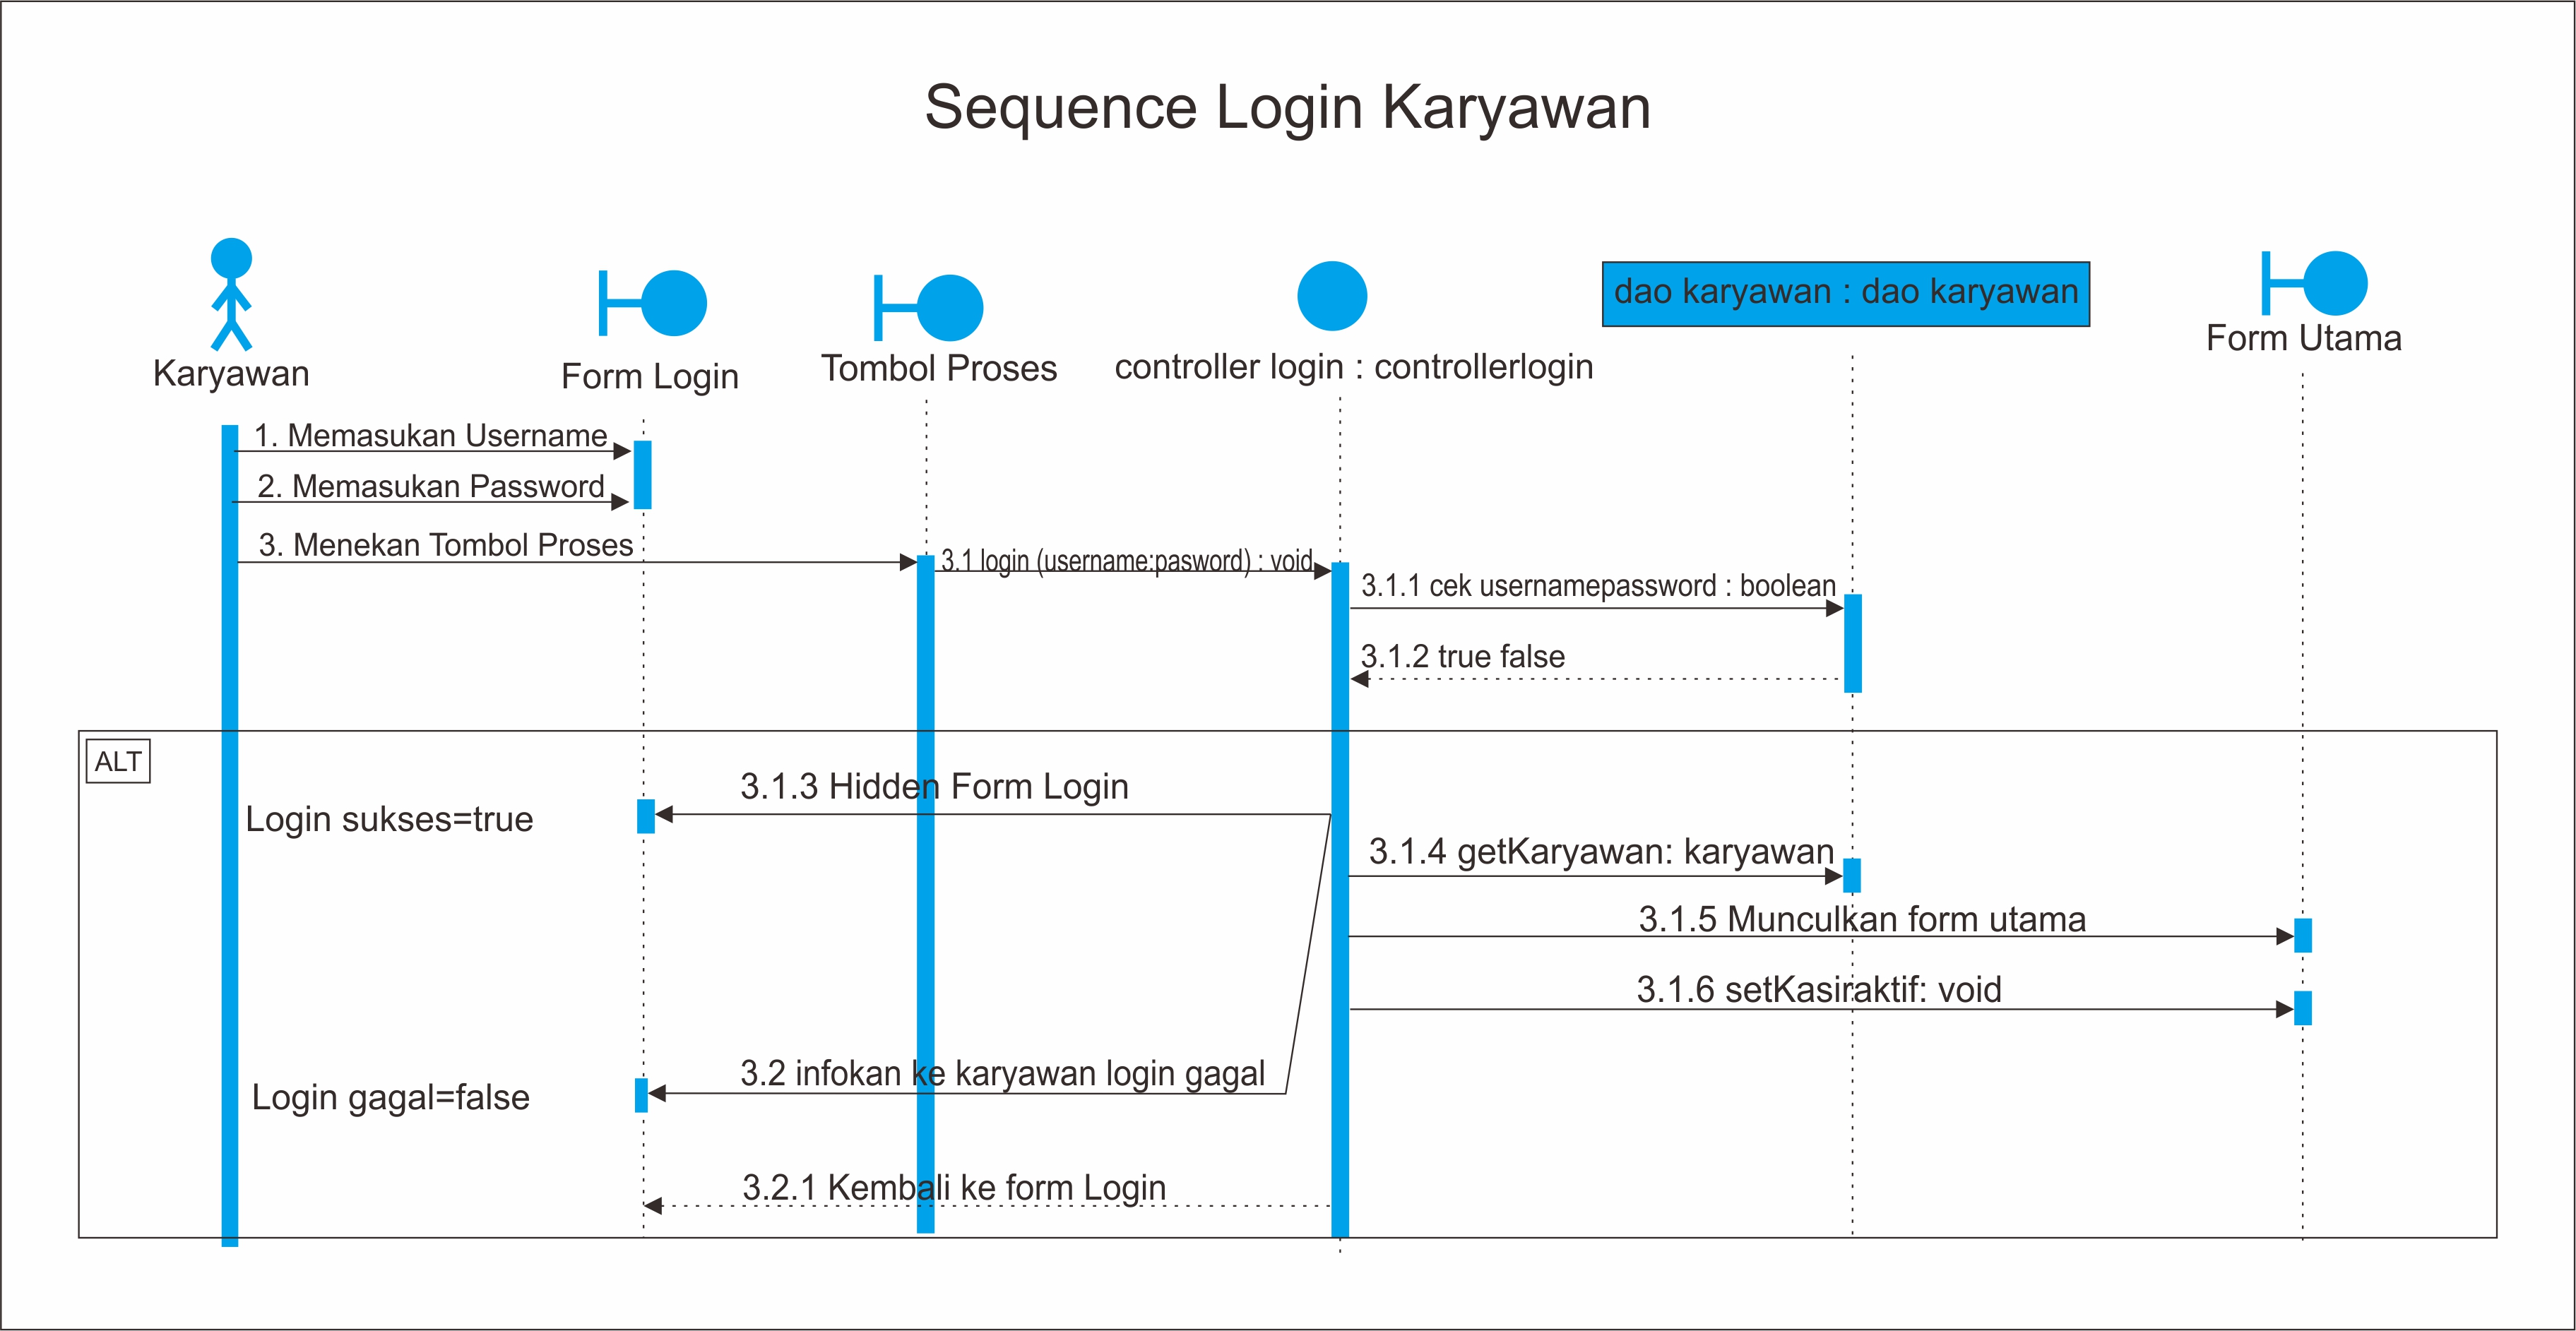 Sequence Login Karyawan
Karyawan
Form Login
Tombol Proses
controller login : controllerlogin
dao karyawan : dao karyawan
Form Utama
1. Memasukan Username
2. Memasukan Password
3. Menekan Tombol Proses
3.1 login (username:pasword) : void
3.1.1 cek usernamepassword : boolean
3.1.2 true false
ALT
3.1.3 Hidden Form Login
Login sukses=true
3.1.4 getKaryawan: karyawan
3.1.5 Munculkan form utama
3.1.6 setKasiraktif: void
3.2 infokan ke karyawan login gagal
Login gagal=false
3.2.1 Kembali ke form Login